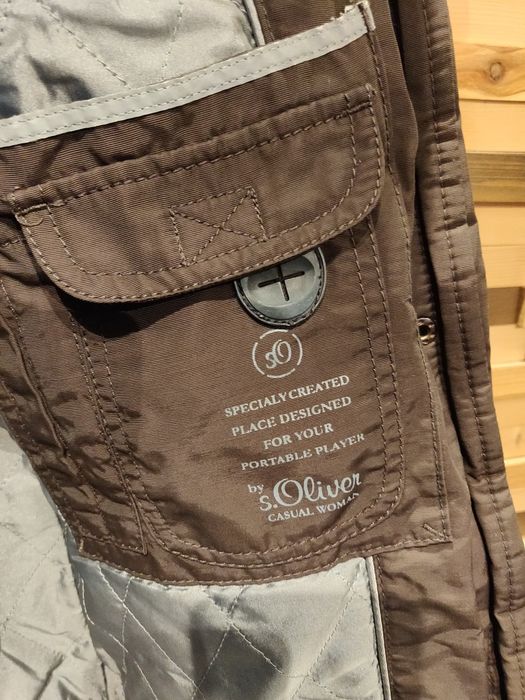 sO
SPECIALY CREATED
PLACE DESIGNED
FOR YOUR
PORTABLE PLAYER
by
s.Oliver
CASUAL WOMAN